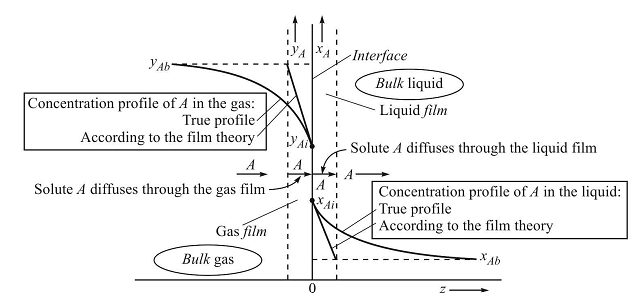 y_A x_A
Interface
y_Ab
Bulk liquid
Concentration profile of A in the gas:
True profile
According to the film theory
Liquid film
y_Ai
Solute A diffuses through the liquid film
A A A A
Solute A diffuses through the gas film
x_Ai
Concentration profile of A in the liquid:
True profile
According to the film theory
Gas film
Bulk gas
x_Ab
0 z